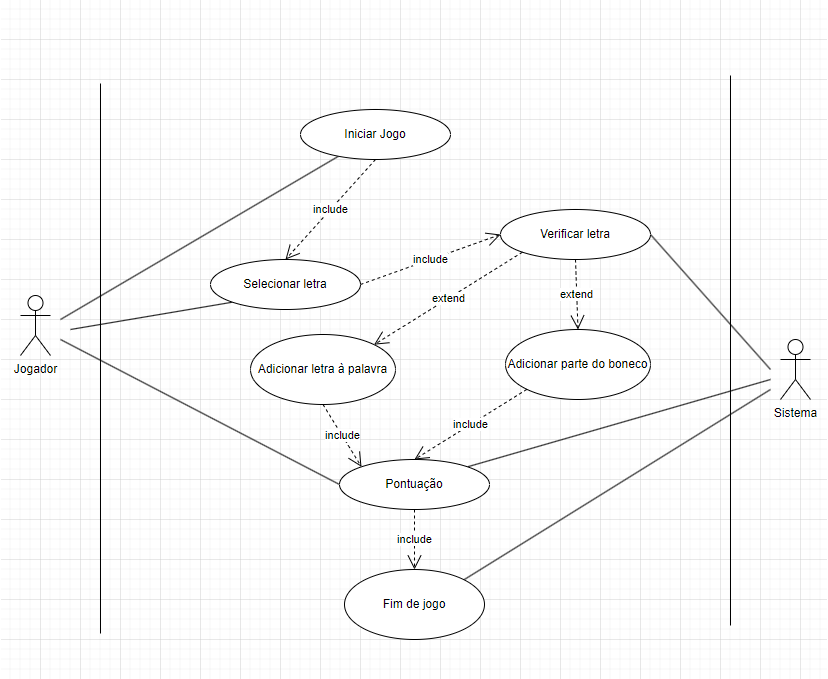 Iniciar Jogo
include
Verificar letra
include
Selecionar letra
extend
extend
Jogador
Adicionar letra à palavra
Adicionar parte do boneco
Sistema
include
include
Pontuação
include
Fim de jogo